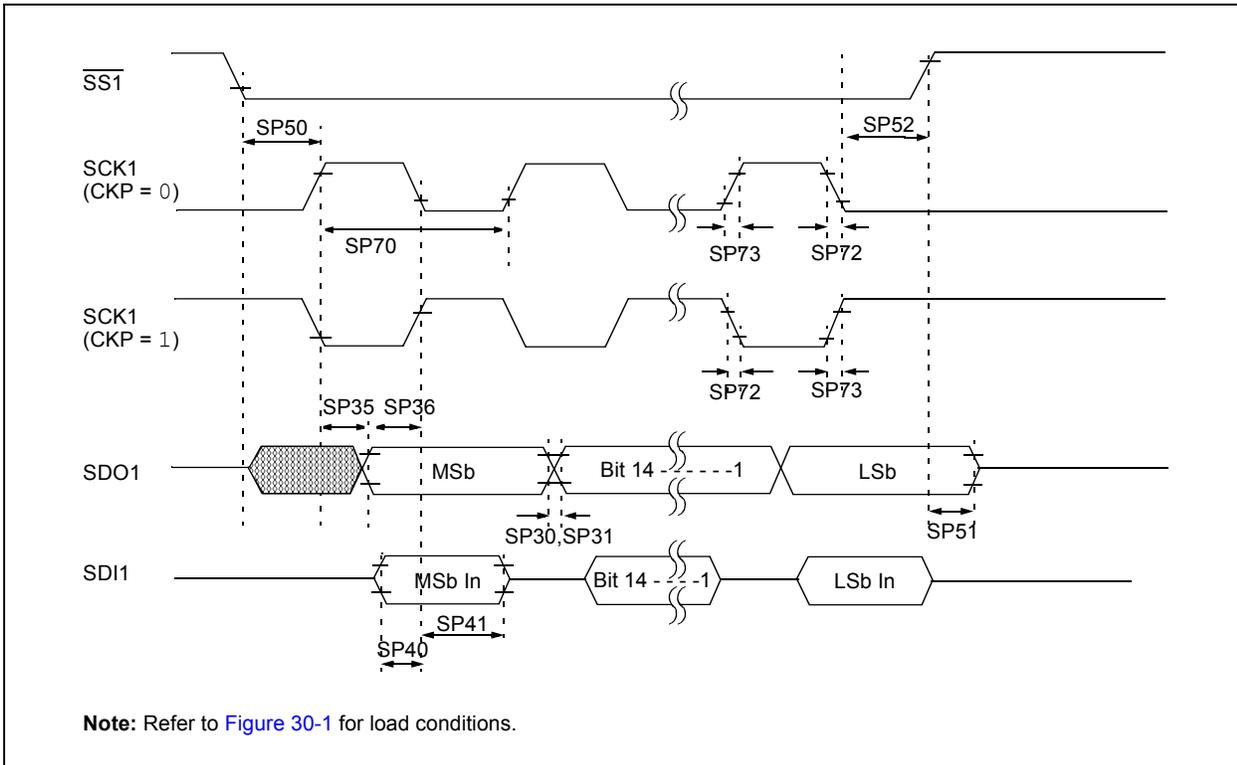 SS1
SP50
SP52
SCK1
(CKP = 0)
SP70
SP73
SP72
SCK1
(CKP = 1)
SP72
SP73
SP35 SP36
SDO1
MSb
Bit 14 - - - - - -1
LSb
SP30,SP31
SP51
SDI1
MSb In
Bit 14 - - - -1
LSb In
SP41
SP40
Note: Refer to Figure 30-1 for load conditions.